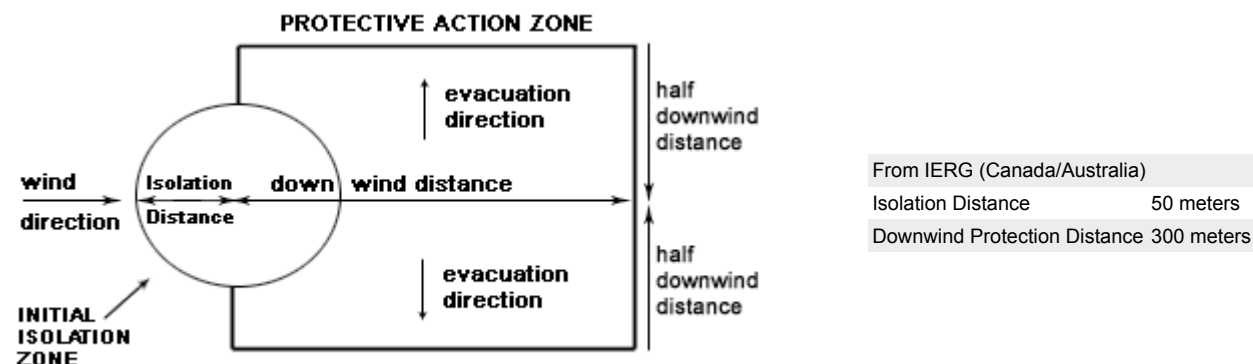 PROTECTIVE ACTION ZONE
evacuation
direction
half
downwind
distance
wind
direction
Isolation
Distance
down wind distance
evacuation
direction
half
downwind
distance
INITIAL
ISOLATION
ZONE
From IERG (Canada/Australia)
Isolation Distance 50 meters
Downwind Protection Distance 300 meters